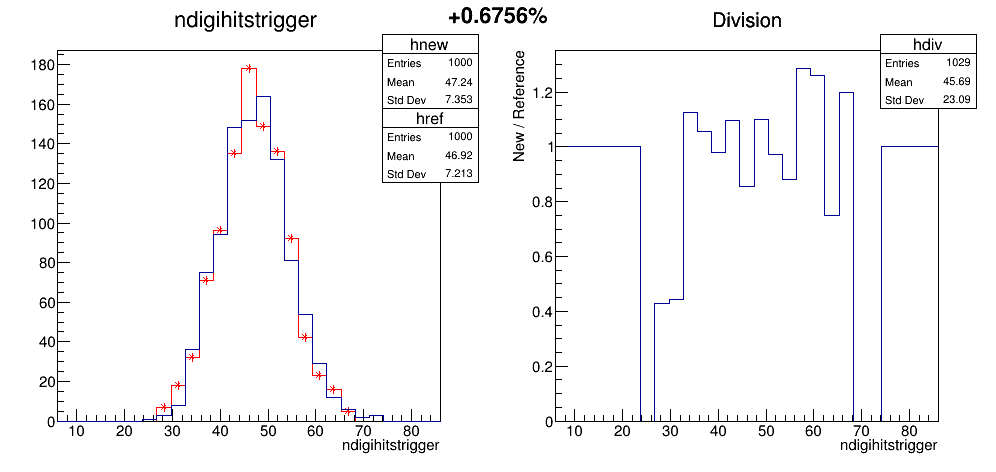 ndigihitstrigger
+0.6756%
Division
hnew
Entries 1000
Mean 47.24
Std Dev 7.353
href
Entries 1000
Mean 46.92
Std Dev 7.213
180
160
140
120
100
80
60
40
20
0
10 20 30 40 50 60 70 80
ndigihitstrigger
hdiv
Entries 1029
Mean 45.69
Std Dev 23.09
New / Reference
1.2
1
0.8
0.6
0.4
0.2
0
10 20 30 40 50 60 70 80
ndigihitstrigger